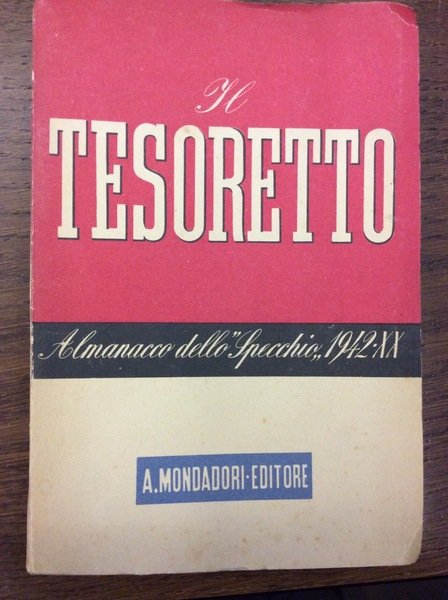 Il
TESORETTO
Almanacco dello "Specchio„ 1942·XX
A. MONDADORI·EDITORE